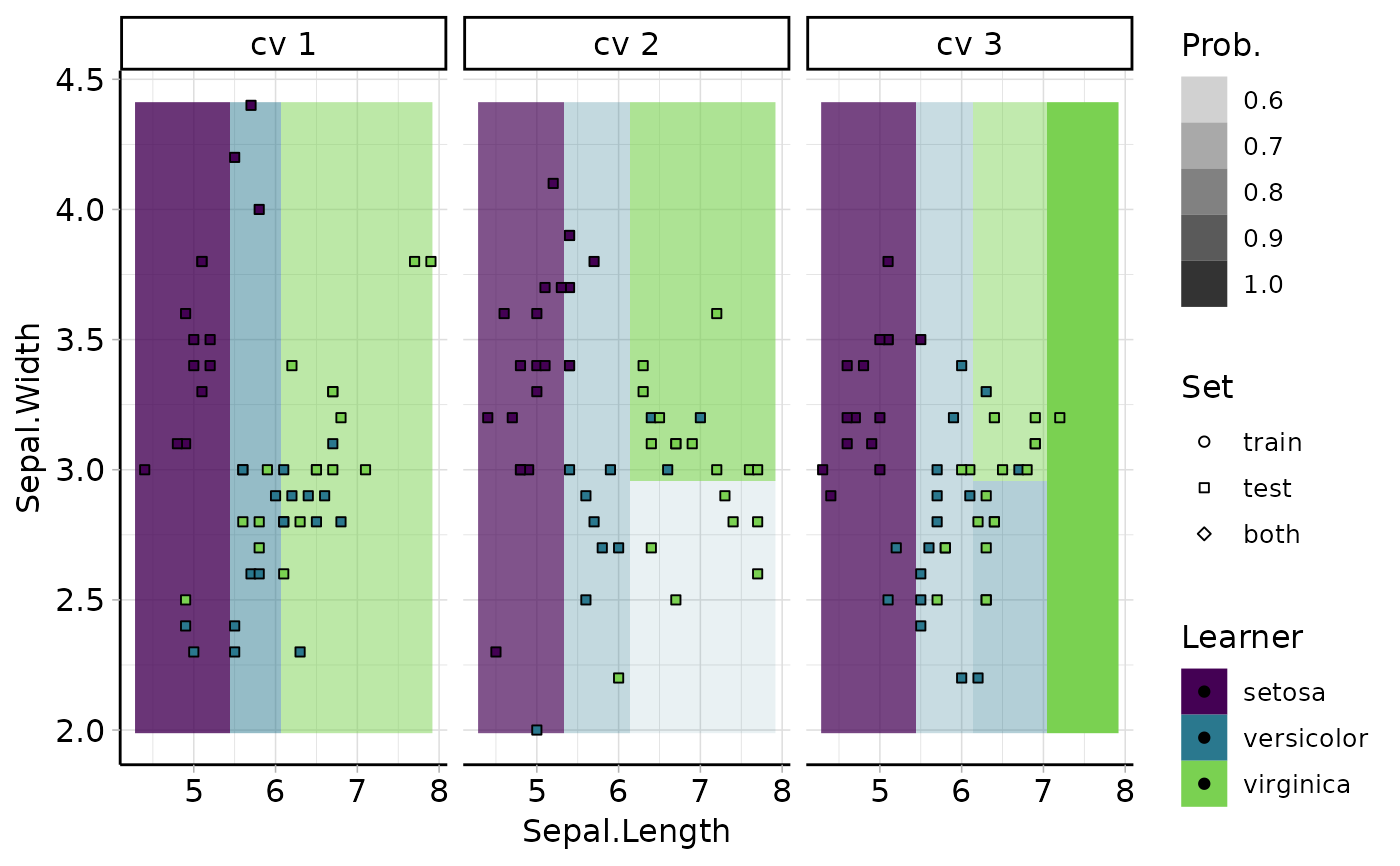 cv 1
cv 2
cv 3
4.5
4.0
3.5
3.0
2.5
2.0
Sepal.Width
5 6 7 8
5 6 7 8
5 6 7 8
Sepal.Length
Prob.
0.6
0.7
0.8
0.9
1.0
Set
train
test
both
Learner
setosa
versicolor
virginica